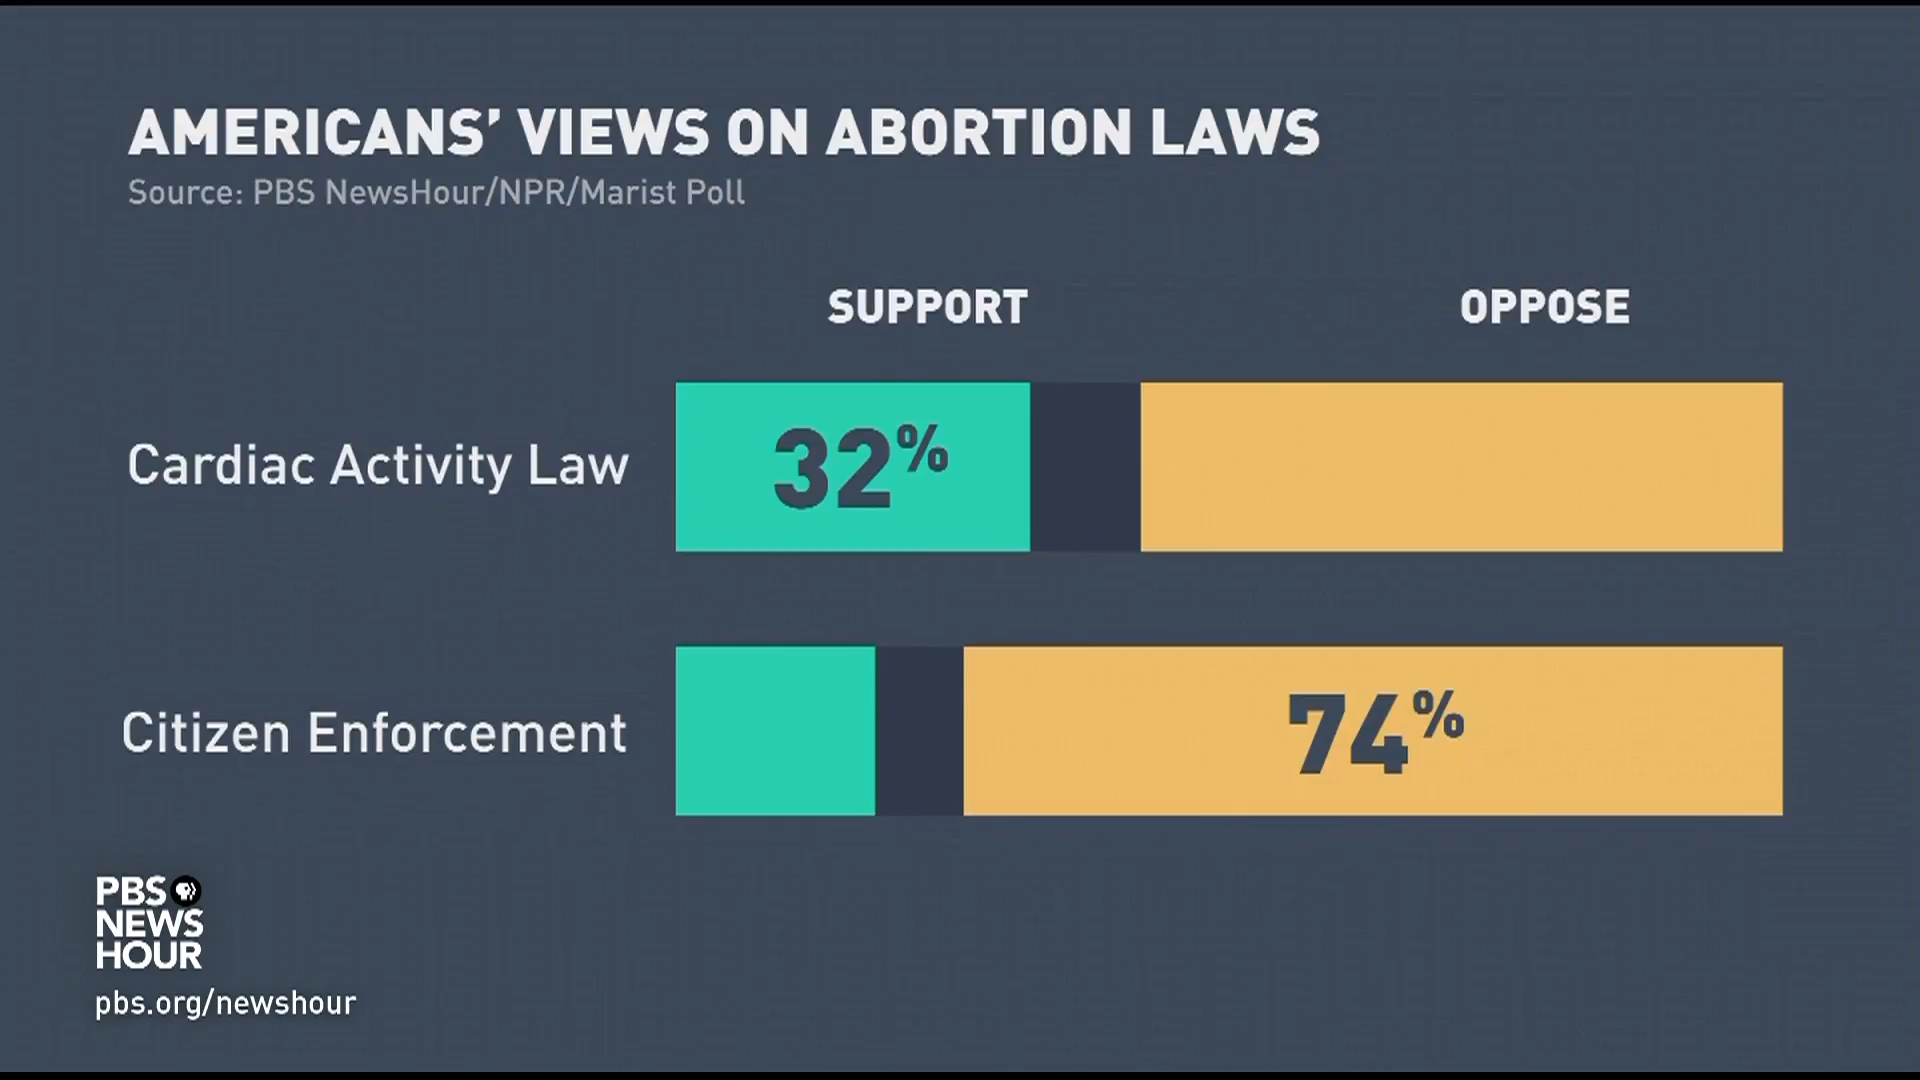 AMERICANS' VIEWS ON ABORTION LAWS
Source: PBS NewsHour/NPR/Marist Poll
SUPPORT OPPOSE
Cardiac Activity Law 32%
Citizen Enforcement 74%
PBS
NEWS
HOUR
pbs.org/newshour